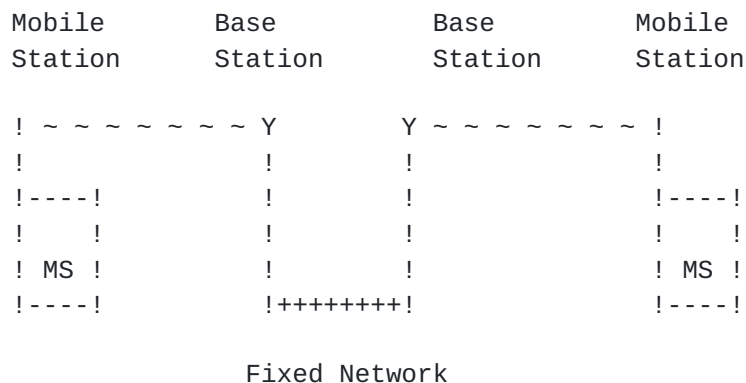 Mobile Base Base Mobile
Station Station Station Station
! ~ ~ ~ ~ ~ ~ ~ Y Y ~ ~ ~ ~ ~ ~ ~ !
! ! ! !
!----! ! ! !----!
! ! ! ! ! !
! MS ! ! ! ! MS !
!----! !++++++++! !----!
Fixed Network